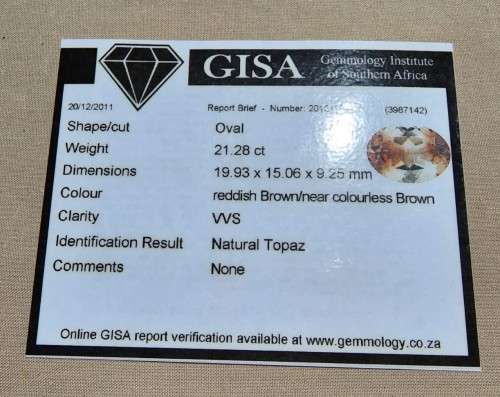 GISA
Gemmology Institute
of Southern Africa
20/12/2011 Report Brief - Number: (3987142)
Shape/cut Oval
Weight 21.28 ct
Dimensions 19.93 x 15.06 x 9.25 mm
Colour reddish Brown/near colourless Brown
Clarity VVS
Identification Result Natural Topaz
Comments None
Online GISA report verification available at www.gemmology.co.za